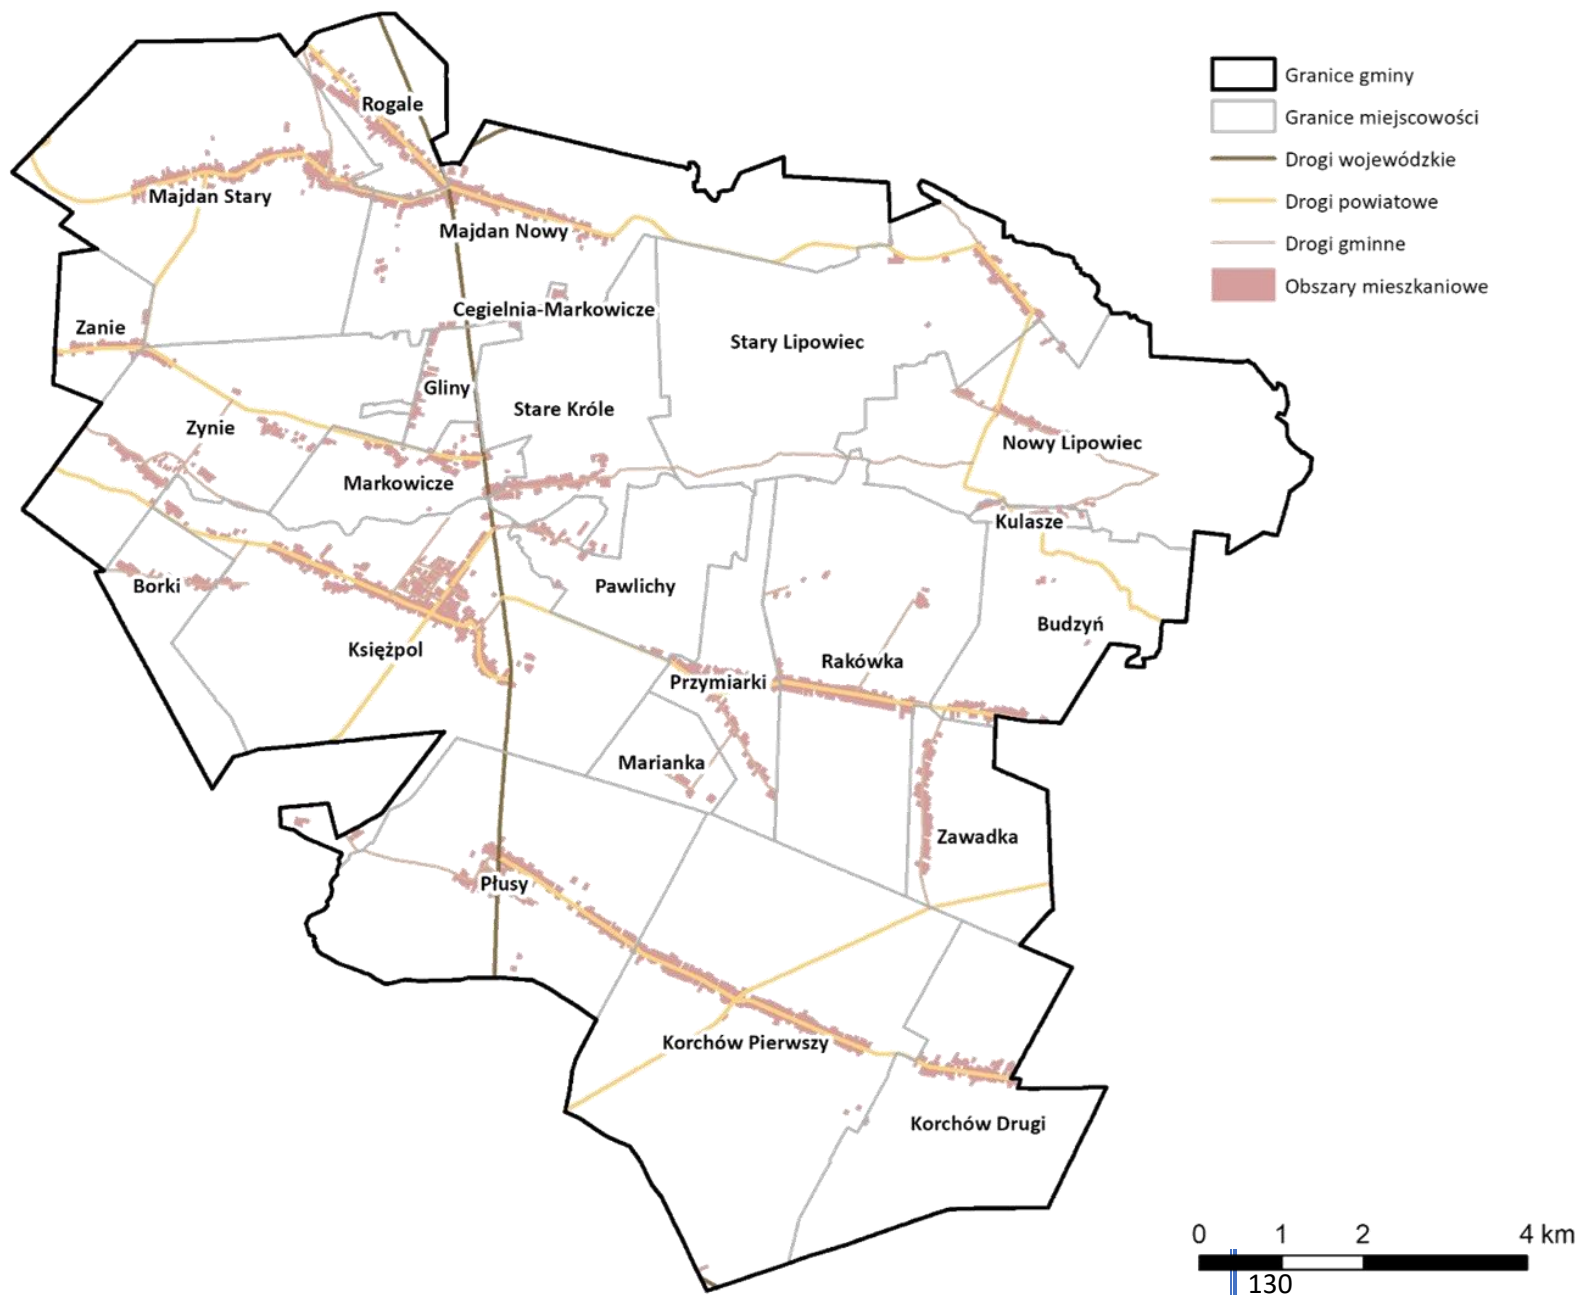 Granice gminy
Granice miejscowości
Drogi wojewódzkie
Drogi powiatowe
Drogi gminne
Obszary mieszkaniowe
Rogale
Majdan Stary
Majdan Nowy
Cegielnia-Markowicze
Zanie
Stary Lipowiec
Gliny
Stare Króle
Zynie
Nowy Lipowiec
Markowicze
Kulasze
Borki
Pawlichy
Budzyń
Księżpol
Rakówka
Przymiarki
Marianka
Zawadka
Płusy
Korchów Pierwszy
Korchów Drugi
0 1 2 4 km
130